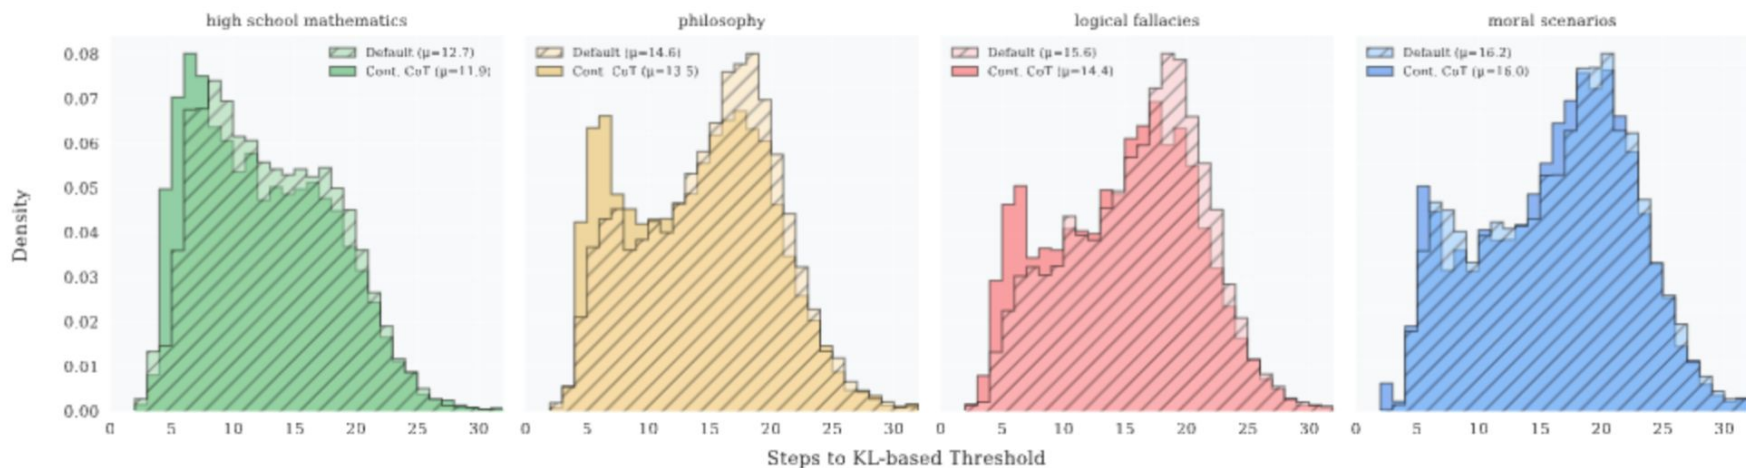 high school mathematics
Default (μ=12.7)
Cont. CoT (μ=11.9)
philosophy
Default (μ=14.6)
Cont. CoT (μ=13.5)
logical fallacies
Default (μ=15.6)
Cont. CoT (μ=14.4)
moral scenarios
Default (μ=16.2)
Cont. CoT (μ=16.0)
Density
0.08
0.07
0.06
0.05
0.04
0.03
0.02
0.01
0.00
0 5 10 15 20 25 30
0 5 10 15 20 25 30
0 5 10 15 20 25 30
0 5 10 15 20 25 30
Steps to KL-based Threshold